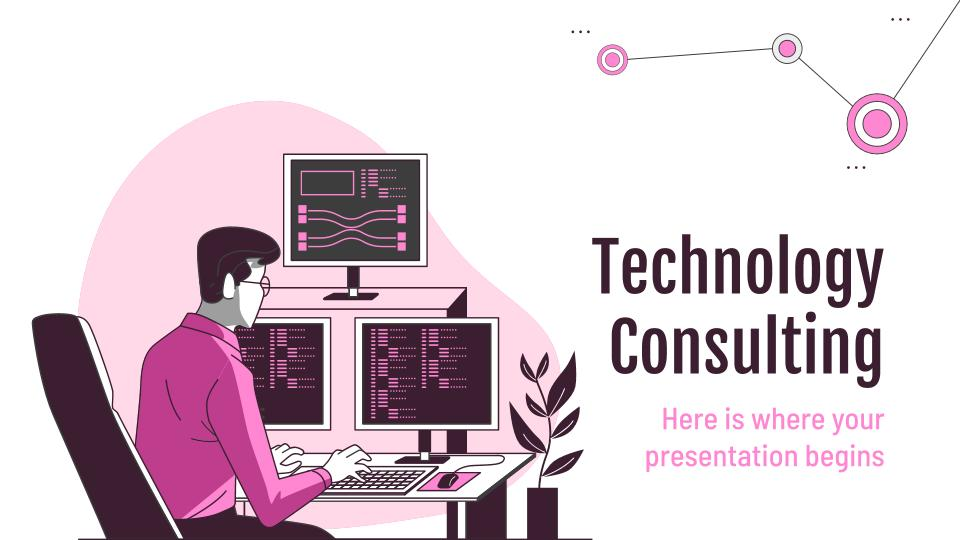 Technology
Consulting
Here is where your
presentation begins